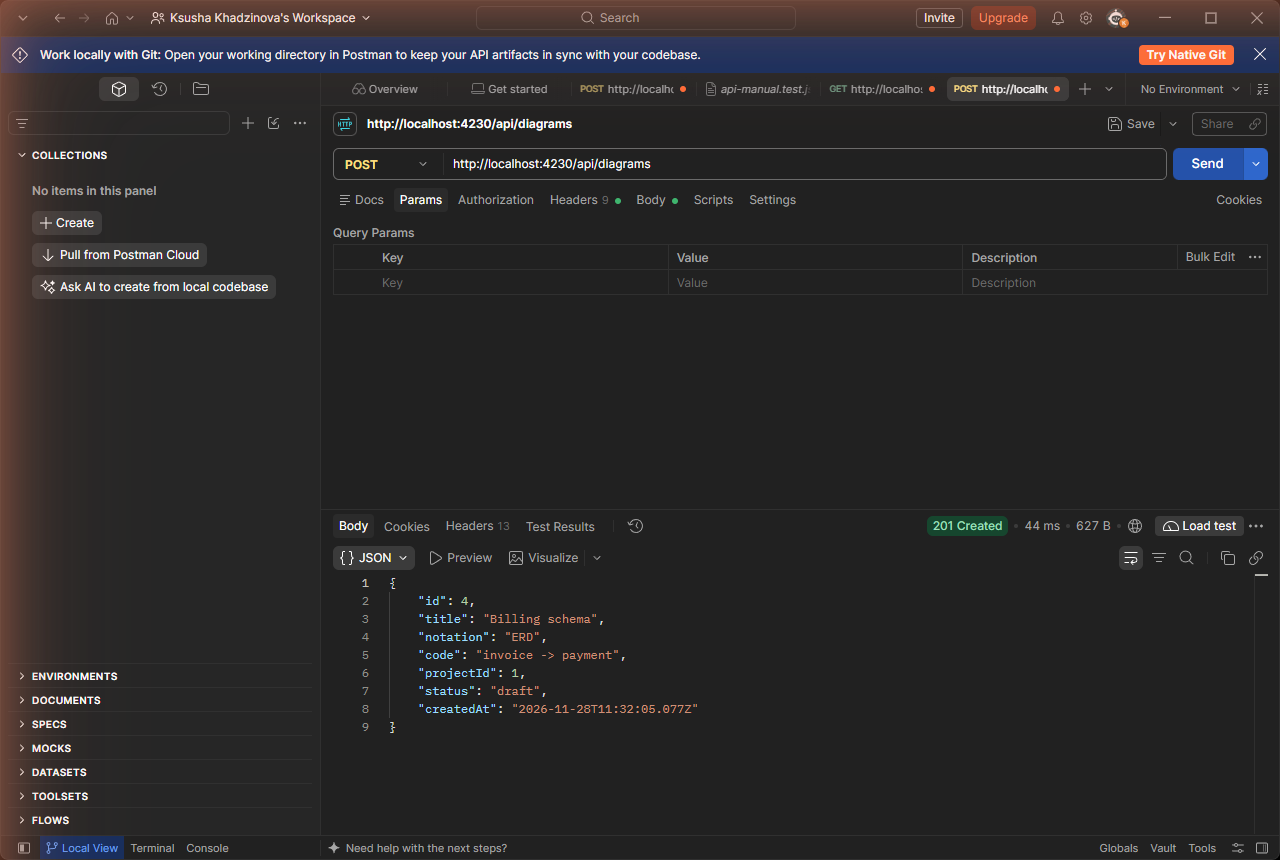 Ksusha Khadzinova's Workspace
Search
Invite
Upgrade
Work locally with Git: Open your working directory in Postman to keep your API artifacts in sync with your codebase.
Try Native Git
Overview
Get started
POST http://localh
api-manual.test.j
GET http://localhos
POST http://localh
No Environment
HTTP
http://localhost:4230/api/diagrams
Save
Share
COLLECTIONS
No items in this panel
Create
Pull from Postman Cloud
Ask AI to create from local codebase
POST
http://localhost:4230/api/diagrams
Send
Docs
Params
Authorization
Headers 9
Body
Scripts
Settings
Cookies
Query Params
Key Value Description Bulk Edit
Key Value Description
Body
Cookies
Headers 13
Test Results
201 Created
44 ms
627 B
Load test
{} JSON
Preview
Visualize
1 {
2 "id": 4,
3 "title": "Billing schema",
4 "notation": "ERD",
5 "code": "invoice -> payment",
6 "projectId": 1,
7 "status": "draft",
8 "createdAt": "2026-11-28T11:32:05.077Z"
9 }
ENVIRONMENTS
DOCUMENTS
SPECS
MOCKS
DATASETS
TOOLSETS
FLOWS
Local View
Terminal
Console
Need help with the next steps?
Globals
Vault
Tools